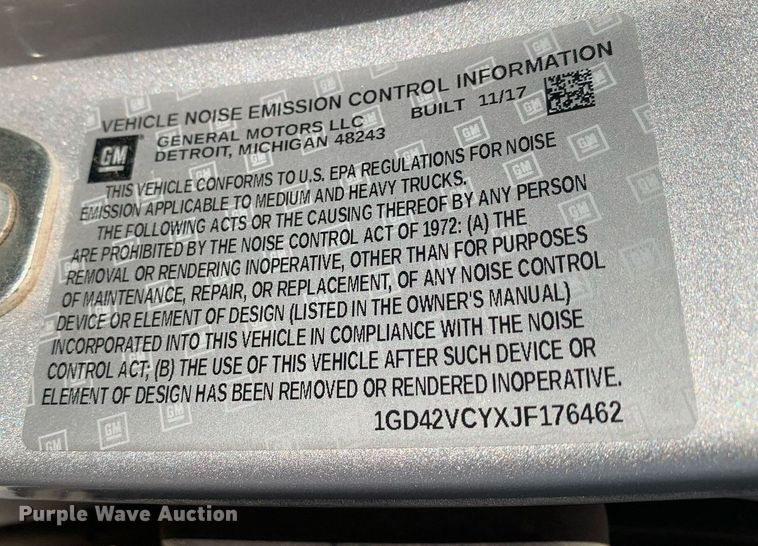 VEHICLE NOISE EMISSION CONTROL INFORMATION
GM
GENERAL MOTORS LLC
BUILT 11/17
DETROIT, MICHIGAN 48243
THIS VEHICLE CONFORMS TO U.S. EPA REGULATIONS FOR NOISE
EMISSION APPLICABLE TO MEDIUM AND HEAVY TRUCKS.
THE FOLLOWING ACTS OR THE CAUSING THEREOF BY ANY PERSON
ARE PROHIBITED BY THE NOISE CONTROL ACT OF 1972: (A) THE
REMOVAL OR RENDERING INOPERATIVE, OTHER THAN FOR PURPOSES
OF MAINTENANCE, REPAIR, OR REPLACEMENT, OF ANY NOISE CONTROL
DEVICE OR ELEMENT OF DESIGN (LISTED IN THE OWNER'S MANUAL)
INCORPORATED INTO THIS VEHICLE IN COMPLIANCE WITH THE NOISE
CONTROL ACT; (B) THE USE OF THIS VEHICLE AFTER SUCH DEVICE OR
ELEMENT OF DESIGN HAS BEEN REMOVED OR RENDERED INOPERATIVE.
1GD42VCYXJF176462
Purple Wave Auction